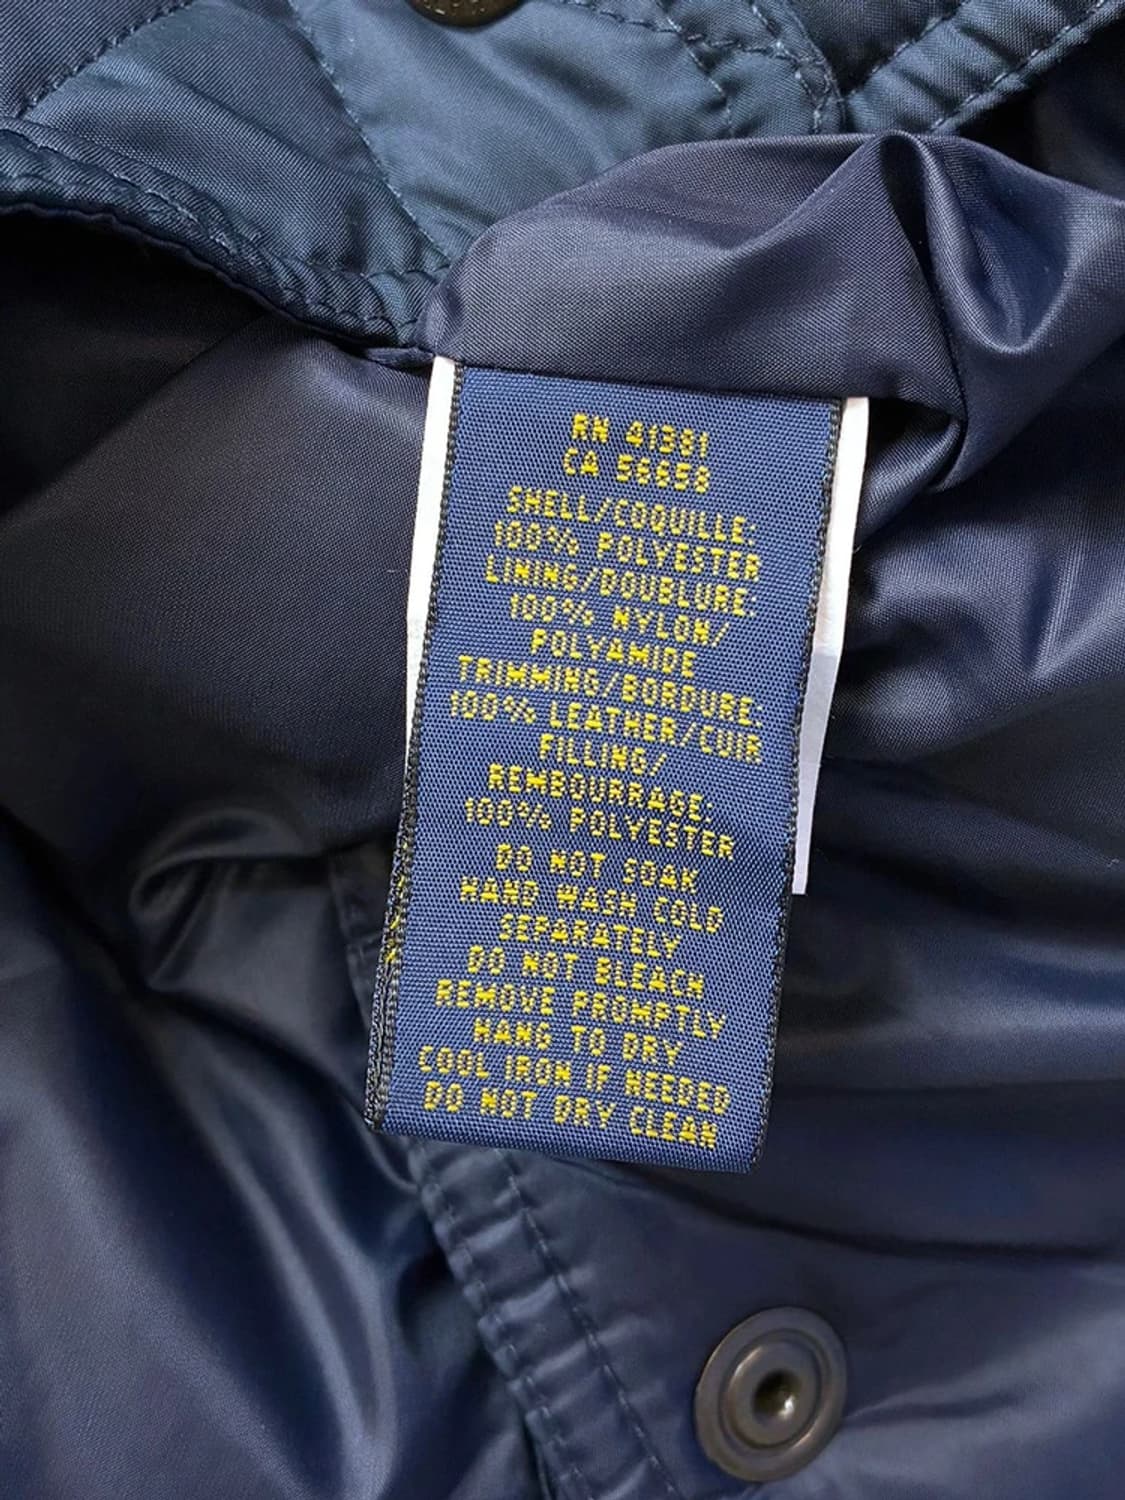 RN 41381
CA 56658
SHELL/COQUILLE:
100% POLYESTER
LINING/DOUBLURE:
100% NYLON/
POLYAMIDE
TRIMMING/BORDURE:
100% LEATHER/CUIR
FILLING/
REMBOURRAGE:
100% POLYESTER
DO NOT SOAK
HAND WASH COLD
SEPARATELY
DO NOT BLEACH
REMOVE PROMPTLY
HANG TO DRY
COOL IRON IF NEEDED
DO NOT DRY CLEAN